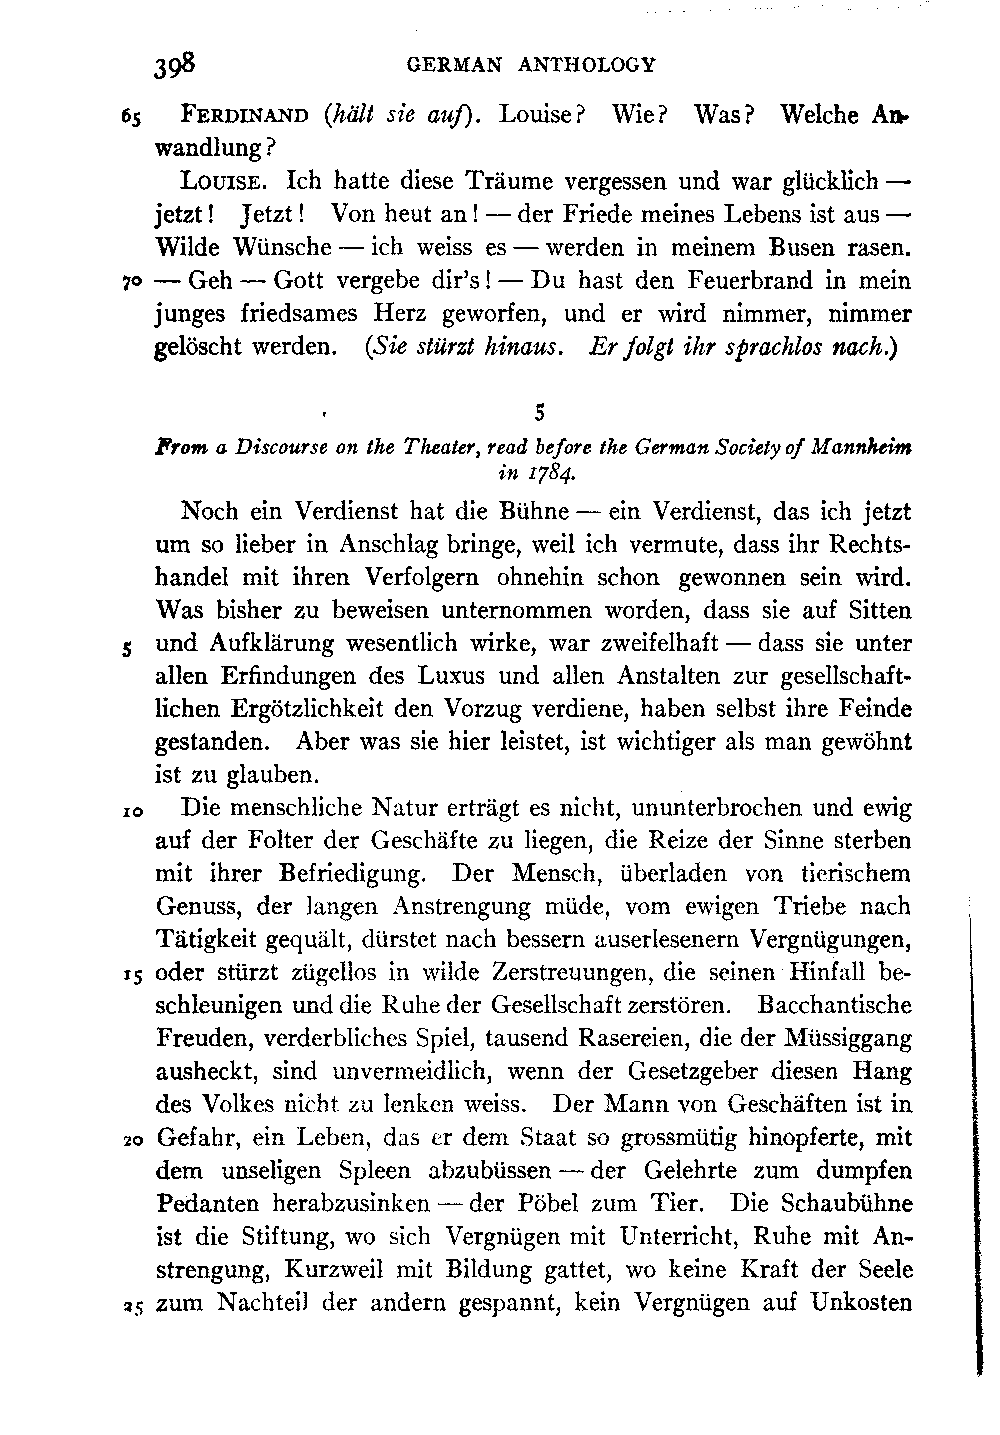 398 GERMAN ANTHOLOGY
65 FERDINAND (hält sie auf). Louise? Wie? Was? Welche An-
wandlung?
LOUISE. Ich hatte diese Träume vergessen und war glücklich —
jetzt! Jetzt! Von heut an! — der Friede meines Lebens ist aus —
Wilde Wünsche — ich weiss es — werden in meinem Busen rasen.
70 — Geh — Gott vergebe dir's! — Du hast den Feuerbrand in mein
junges friedsames Herz geworfen, und er wird nimmer, nimmer
gelöscht werden. (Sie stürzt hinaus. Er folgt ihr sprachlos nach.)
5
From a Discourse on the Theater, read before the German Society of Mannheim
in 1784.
Noch ein Verdienst hat die Bühne — ein Verdienst, das ich jetzt
um so lieber in Anschlag bringe, weil ich vermute, dass ihr Rechts-
handel mit ihren Verfolgern ohnehin schon gewonnen sein wird.
Was bisher zu beweisen unternommen worden, dass sie auf Sitten
5 und Aufklärung wesentlich wirke, war zweifelhaft — dass sie unter
allen Erfindungen des Luxus und allen Anstalten zur gesellschaft-
lichen Ergötzlichkeit den Vorzug verdiene, haben selbst ihre Feinde
gestanden. Aber was sie hier leistet, ist wichtiger als man gewöhnt
ist zu glauben.
10 Die menschliche Natur erträgt es nicht, ununterbrochen und ewig
auf der Folter der Geschäfte zu liegen, die Reize der Sinne sterben
mit ihrer Befriedigung. Der Mensch, überladen von tierischem
Genuss, der langen Anstrengung müde, vom ewigen Triebe nach
Tätigkeit gequält, dürstet nach bessern auserlesenern Vergnügungen,
15 oder stürzt zügellos in wilde Zerstreuungen, die seinen Hinfall be-
schleunigen und die Ruhe der Gesellschaft zerstören. Bacchantische
Freuden, verderbliches Spiel, tausend Rasereien, die der Müssiggang
ausheckt, sind unvermeidlich, wenn der Gesetzgeber diesen Hang
des Volkes nicht zu lenken weiss. Der Mann von Geschäften ist in
20 Gefahr, ein Leben, das er dem Staat so grossmütig hinopferte, mit
dem unseligen Spleen abzubüssen — der Gelehrte zum dumpfen
Pedanten herabzusinken — der Pöbel zum Tier. Die Schaubühne
ist die Stiftung, wo sich Vergnügen mit Unterricht, Ruhe mit An-
strengung, Kurzweil mit Bildung gattet, wo keine Kraft der Seele
25 zum Nachteil der andern gespannt, kein Vergnügen auf Unkosten